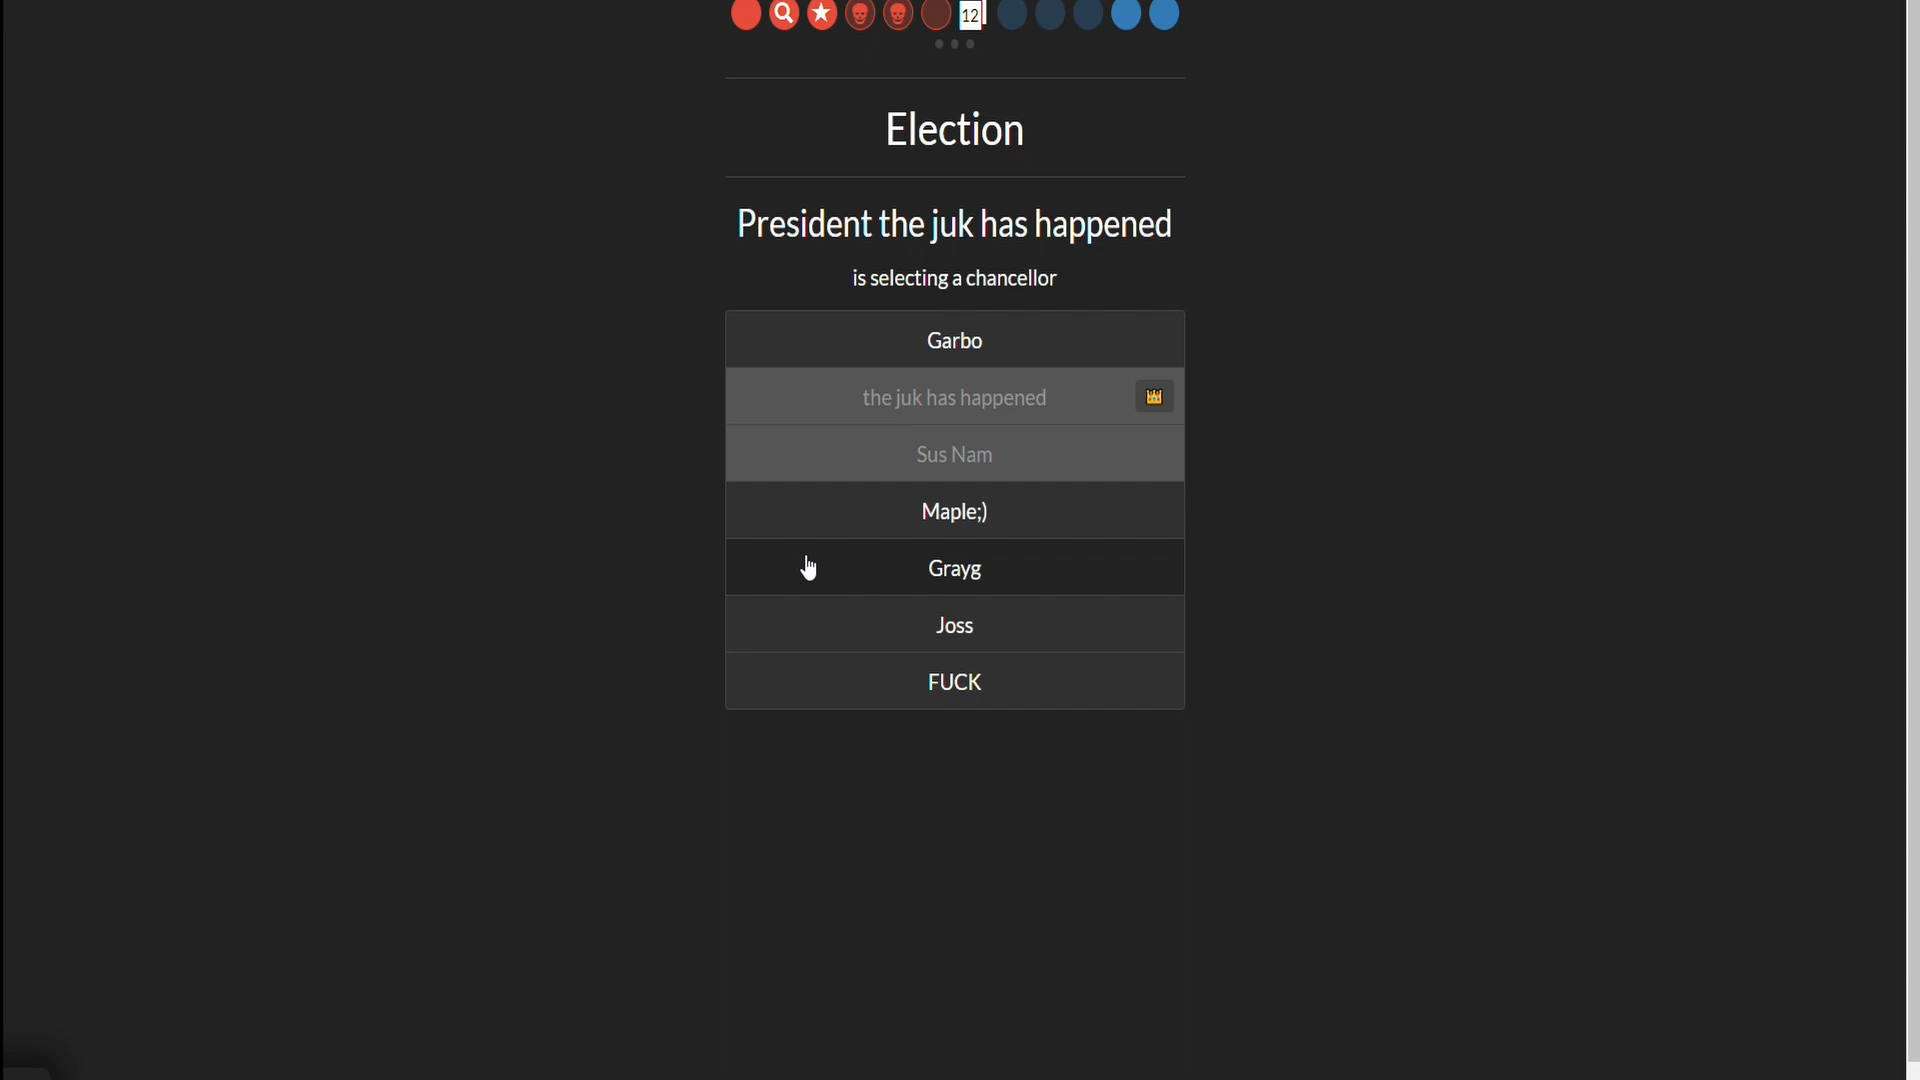 12
Election
President the juk has happened
is selecting a chancellor
Garbo
the juk has happened
Sus Nam
Maple;)
Grayg
Joss
FUCK